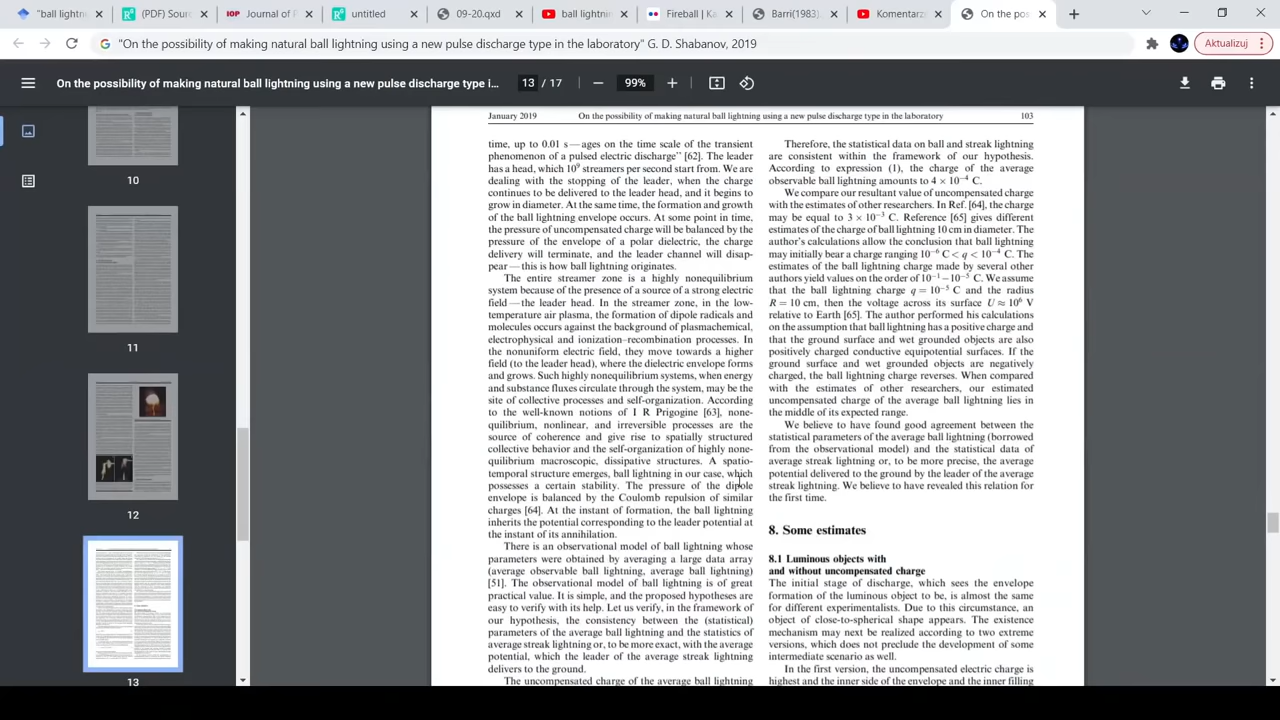 "ball lightnin
(PDF) Sourc
IOP Journal of P
untitled
09-20.qxd
ball lightnin
Fireball | Ka
Barri(1983).
Komentarz
On the pos
"On the possibility of making natural ball lightning using a new pulse discharge type in the laboratory" G. D. Shabanov, 2019
Aktualizuj
On the possibility of making natural ball lightning using a new pulse discharge type i...
13 / 17
99%
10
11
12
13
January 2019 On the possibility of making natural ball lightning using a new pulse discharge type in the laboratory 103
time, up to 0.01 s—ages on the time scale of the transient
phenomenon of a pulsed electric discharge" [62]. The leader
has a head, which 10⁹ streamers per second start from. We are
dealing with the stopping of the leader, when the charge
continues to be delivered to the leader head, and it begins to
grow in diameter. At the same time, the formation and growth
of the ball lightning envelope occurs. At some point in time,
the pressure of uncompensated charge will be balanced by the
pressure of the envelope of a polar dielectric, the charge
delivery will terminate, and the leader channel will disap-
pear—this is how ball lightning originates.
The entire streamer zone is a highly nonequilibrium
system because of the presence of a source of a strong electric
field—the leader head. In the streamer zone, in the low-
temperature air plasma, the formation of dipole radicals and
molecules occurs against the background of plasmachemical,
electrophysical and ionization–recombination processes. In
the nonuniform electric field, they move towards a higher
field (to the leader head), where the dielectric envelope forms
and grows. Such highly nonequilibrium systems, when energy
and substance fluxes circulate through the system, may be the
site of collective processes and self-organization. According
to the well-known notions of I R Prigogine [63], none-
quilibrium, nonlinear, and irreversible processes are the
source of coherence and give rise to spatially structured
collective behavior and the self-organization of highly none-
quilibrium macroscopic, dissipative structures. A spatio-
temporal structure emerges, ball lightning in our case, which
possesses a certain stability. The pressure of the dipole
envelope is balanced by the Coulomb repulsion of similar
charges [64]. At the instant of formation, the ball lightning
inherits the potential corresponding to the leader potential at
the instant of its annihilation.
There is an observational model of ball lightning whose
parameters were obtained by averaging a large data array
(average observable ball lightning, average ball lightning)
[51]. The observational model of ball lightning is of great
practical value. It is simple, and the proposed hypotheses are
easy to verify with its help. Let us verify, in the framework of
our hypothesis, the consistency between the (statistical)
parameters of the average ball lightning and the statistics of
average streak lightning or, to be more exact, with the average
potential, which the leader of the average streak lightning
delivers to the ground.
The uncompensated charge of the average ball lightning
Therefore, the statistical data on ball and streak lightning
are consistent within the framework of our hypothesis.
According to expression (1), the charge of the average
observable ball lightning amounts to 4 × 10⁻⁴ C.
We compare our resultant value of uncompensated charge
with the estimates of other researchers. In Ref. [64], the charge
may be equal to 3 × 10⁻³ C. Reference [65] gives different
estimates of the charge of ball lightning 10 cm in diameter. The
author's calculations allow the conclusion that ball lightning
may initially bear a charge ranging 10⁻⁶ C < q < 10⁻⁴ C. The
estimates of the ball lightning charge made by several other
authors yield values on the order of 10⁻¹−10⁻⁵ C. We assume
that the ball lightning charge q = 10⁻⁵ C and the radius
R = 10 cm, then the voltage across its surface U ≈ 10⁶ V
relative to Earth [65]. The author performed his calculations
on the assumption that ball lightning has a positive charge and
that the ground surface and wet grounded objects are also
positively charged conductive equipotential surfaces. If the
ground surface and wet grounded objects are negatively
charged, the ball lightning charge reverses. When compared
with the estimates of other researchers, our estimated
uncompensated charge of the average ball lightning lies in
the middle of its expected range.
We believe to have found good agreement between the
statistical parameters of the average ball lightning (borrowed
from the observational model) and the statistical data of
average streak lightning or, to be more precise, the average
potential delivered to the ground by the leader of the average
streak lightning. We believe to have revealed this relation for
the first time.
8. Some estimates
8.1 Luminous objects with
and without uncompensated charge
The initial stage of discharge, which sees the envelope
formation of the luminous object to be, is almost the same
for different experimentalists. Due to this circumstance, an
object of close-to-spherical shape appears. The existence
mechanism may next be realized according to two extreme
versions, which does not preclude the development of some
intermediate scenario as well.
In the first version, the uncompensated electric charge is
highest and the inner side of the envelope and the inner filling